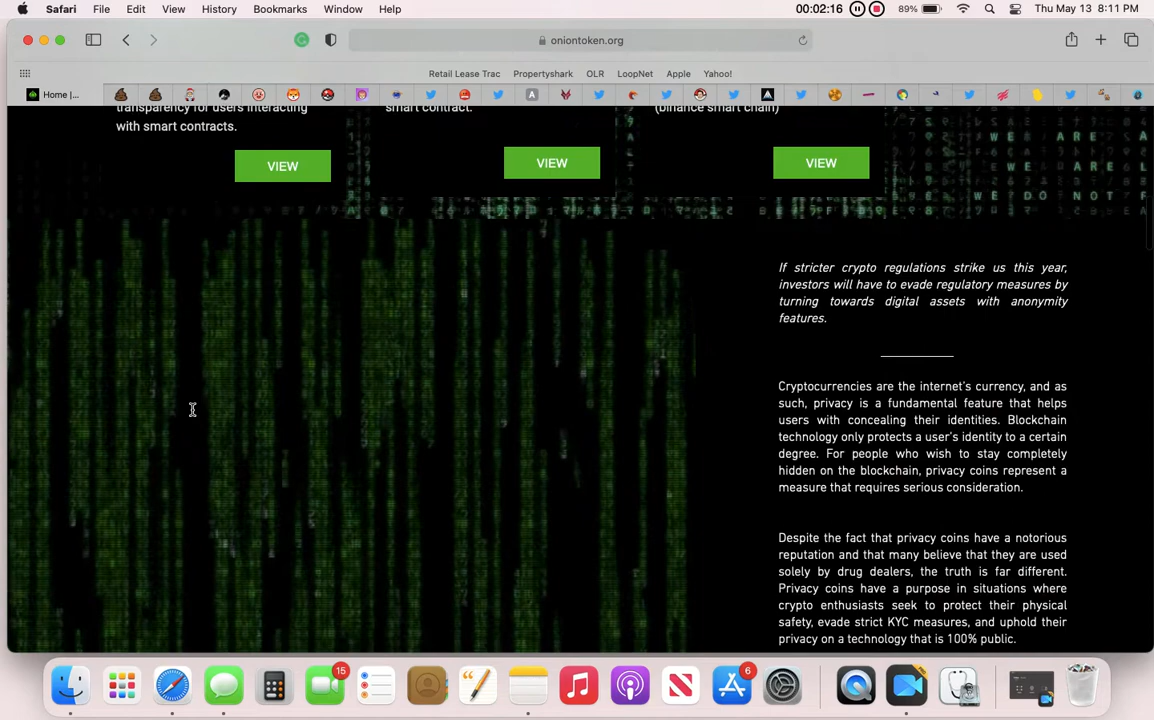 Safari File Edit View History Bookmarks Window Help 00:02:16 89% Thu May 13 8:11 PM
oniontoken.org
Retail Lease Trac Propertyshark OLR LoopNet Apple Yahoo!
Home |...
transparency for users interacting
with smart contracts.
smart contract.
(binance smart chain)
VIEW VIEW VIEW
W E A R E
W E A R E
W E D O N O T F
If stricter crypto regulations strike us this year,
investors will have to evade regulatory measures by
turning towards digital assets with anonymity
features.
Cryptocurrencies are the internet's currency, and as
such, privacy is a fundamental feature that helps
users with concealing their identities. Blockchain
technology only protects a user's identity to a certain
degree. For people who wish to stay completely
hidden on the blockchain, privacy coins represent a
measure that requires serious consideration.
Despite the fact that privacy coins have a notorious
reputation and that many believe that they are used
solely by drug dealers, the truth is far different.
Privacy coins have a purpose in situations where
crypto enthusiasts seek to protect their physical
safety, evade strict KYC measures, and uphold their
privacy on a technology that is 100% public.
15
6